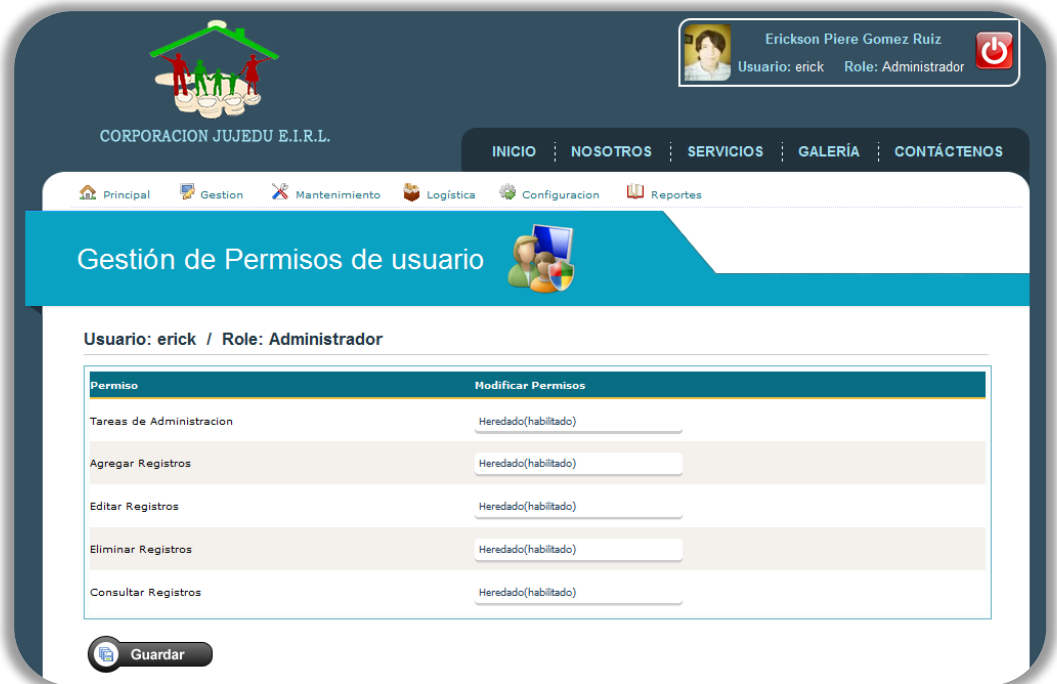 Erickson Piere Gomez Ruiz
Usuario: erick Role: Administrador
CORPORACION JUJEDU E.I.R.L.
INICIO NOSOTROS SERVICIOS GALERÍA CONTÁCTENOS
Principal Gestion Mantenimiento Logística Configuracion Reportes
Gestión de Permisos de usuario
Usuario: erick / Role: Administrador
Permiso Modificar Permisos
Tareas de Administracion Heredado(habilitado)
Agregar Registros Heredado(habilitado)
Editar Registros Heredado(habilitado)
Eliminar Registros Heredado(habilitado)
Consultar Registros Heredado(habilitado)
Guardar